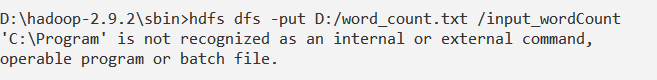 D:\hadoop-2.9.2\sbin>hdfs dfs -put D:/word_count.txt /input_wordCount
'C:\Program' is not recognized as an internal or external command,
operable program or batch file.